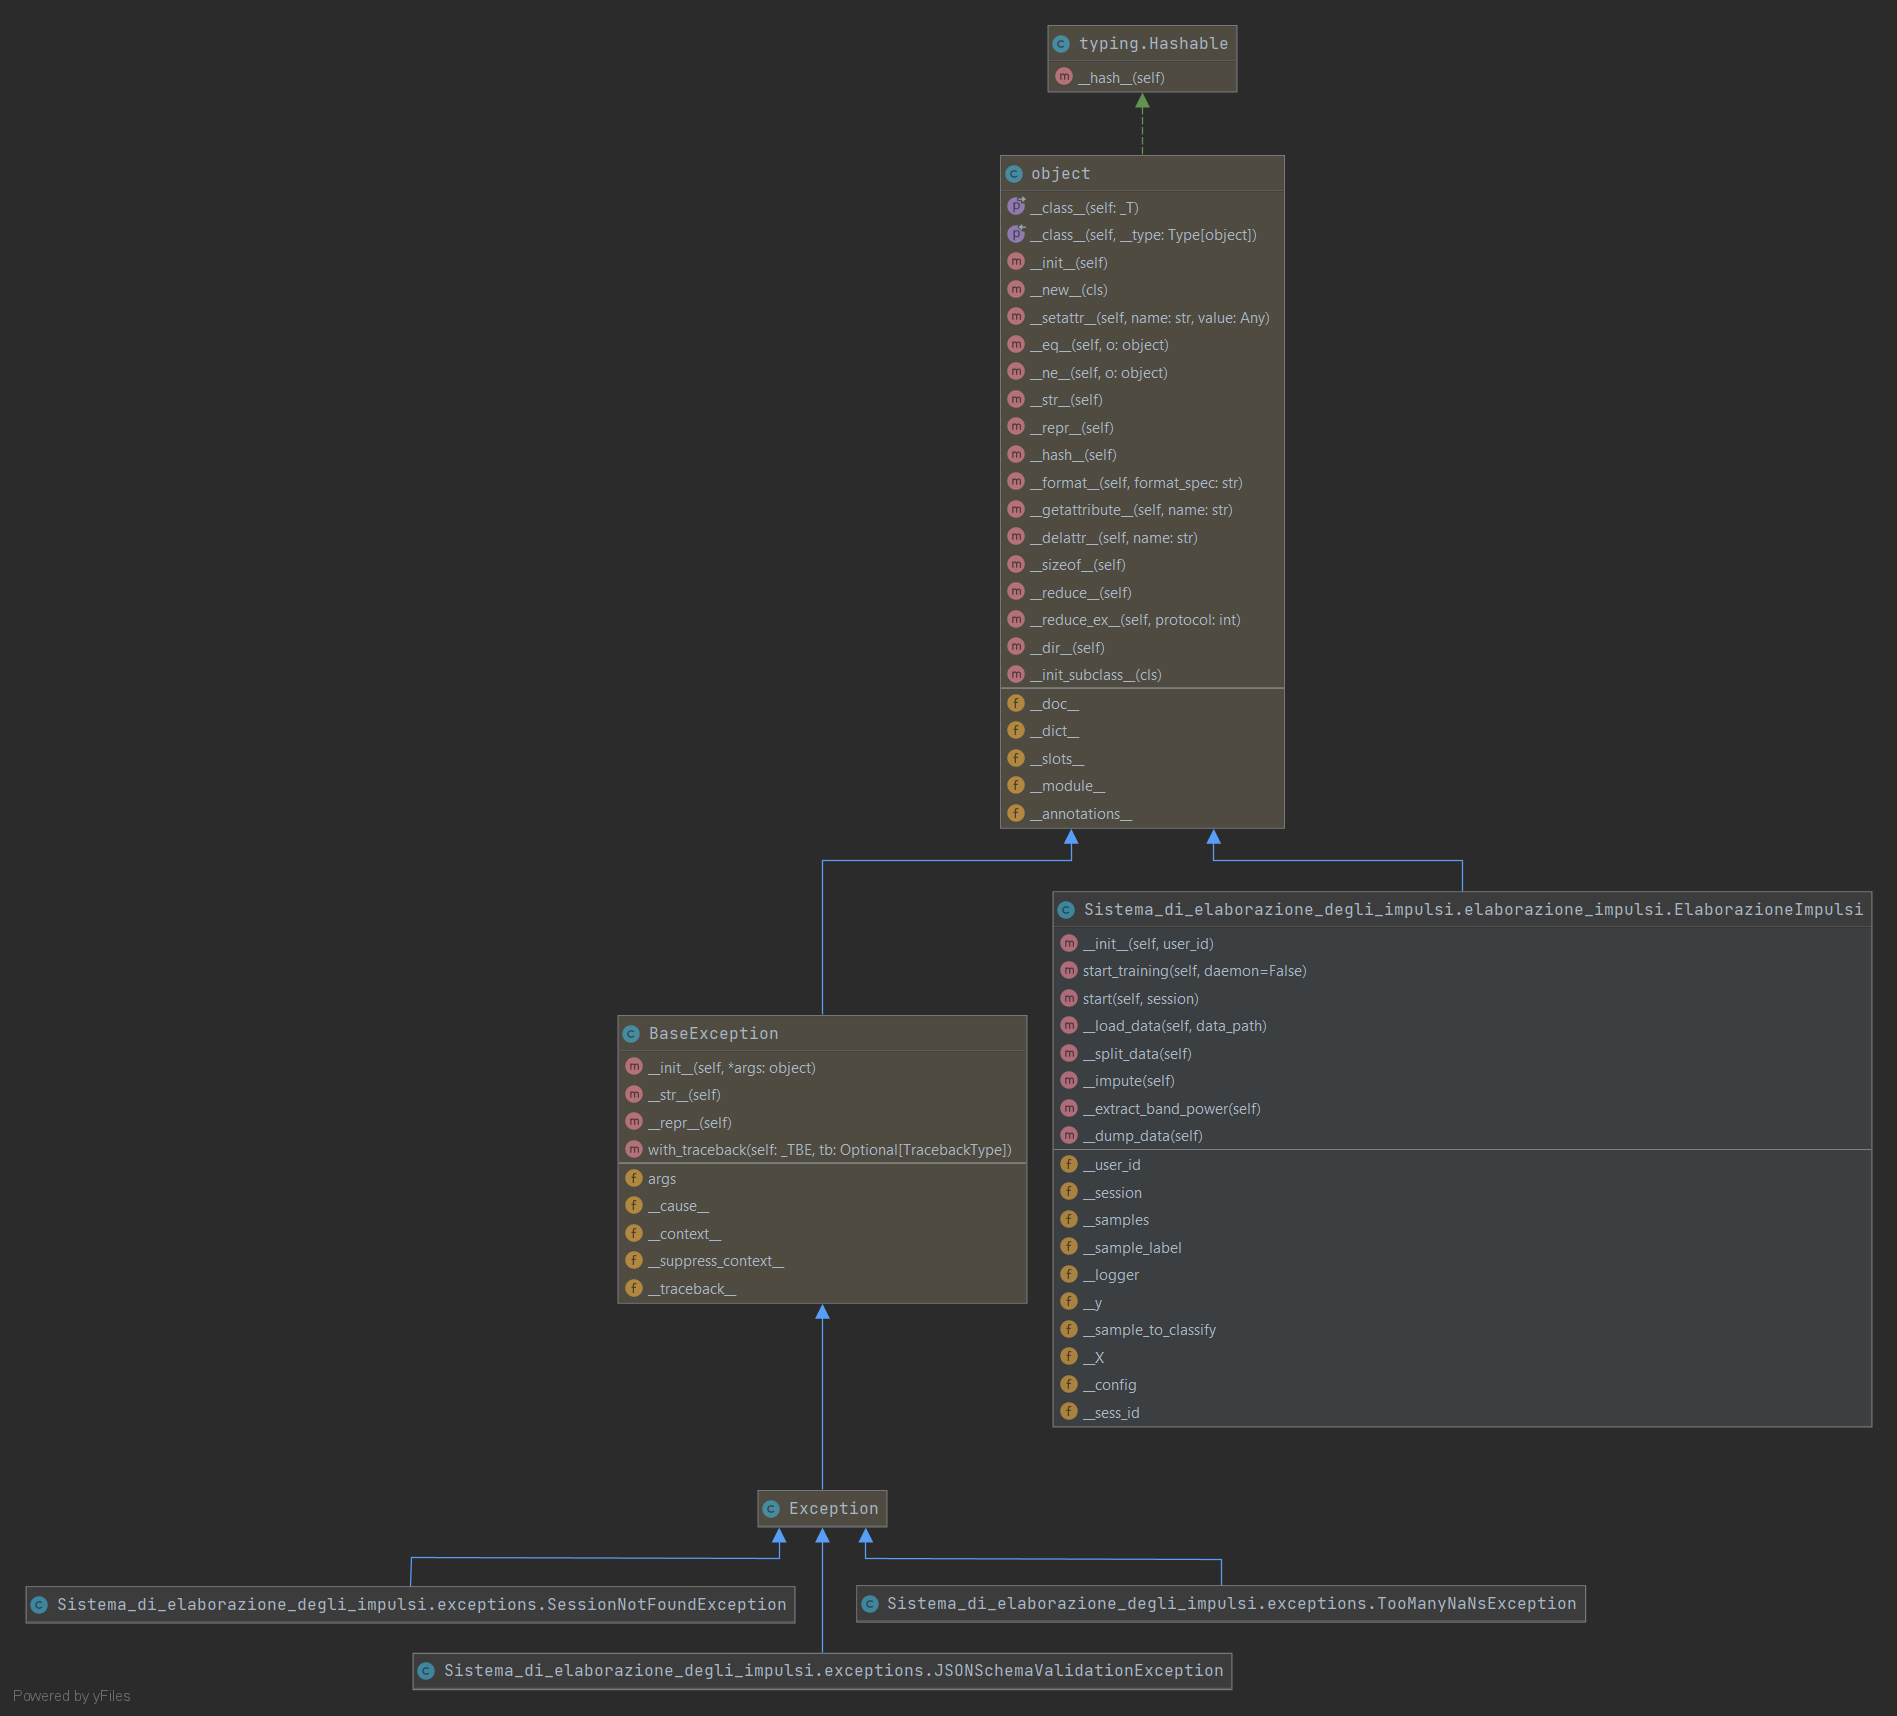 typing.Hashable
__hash__(self)
object
__class__(self: _T)
__class__(self, __type: Type[object])
__init__(self)
__new__(cls)
__setattr__(self, name: str, value: Any)
__eq__(self, o: object)
__ne__(self, o: object)
__str__(self)
__repr__(self)
__hash__(self)
__format__(self, format_spec: str)
__getattribute__(self, name: str)
__delattr__(self, name: str)
__sizeof__(self)
__reduce__(self)
__reduce_ex__(self, protocol: int)
__dir__(self)
__init_subclass__(cls)
__doc__
__dict__
__slots__
__module__
__annotations__
Sistema_di_elaborazione_degli_impulsi.elaborazione_impulsi.ElaborazioneImpulsi
__init__(self, user_id)
start_training(self, daemon=False)
start(self, session)
__load_data(self, data_path)
__split_data(self)
__impute(self)
__extract_band_power(self)
__dump_data(self)
__user_id
__session
__samples
__sample_label
__logger
__y
__sample_to_classify
__X
__config
__sess_id
BaseException
__init__(self, *args: object)
__str__(self)
__repr__(self)
with_traceback(self: _TBE, tb: Optional[TracebackType])
args
__cause__
__context__
__suppress_context__
__traceback__
Exception
Sistema_di_elaborazione_degli_impulsi.exceptions.SessionNotFoundException
Sistema_di_elaborazione_degli_impulsi.exceptions.TooManyNaNsException
Sistema_di_elaborazione_degli_impulsi.exceptions.JSONSchemaValidationException
Powered by yFiles